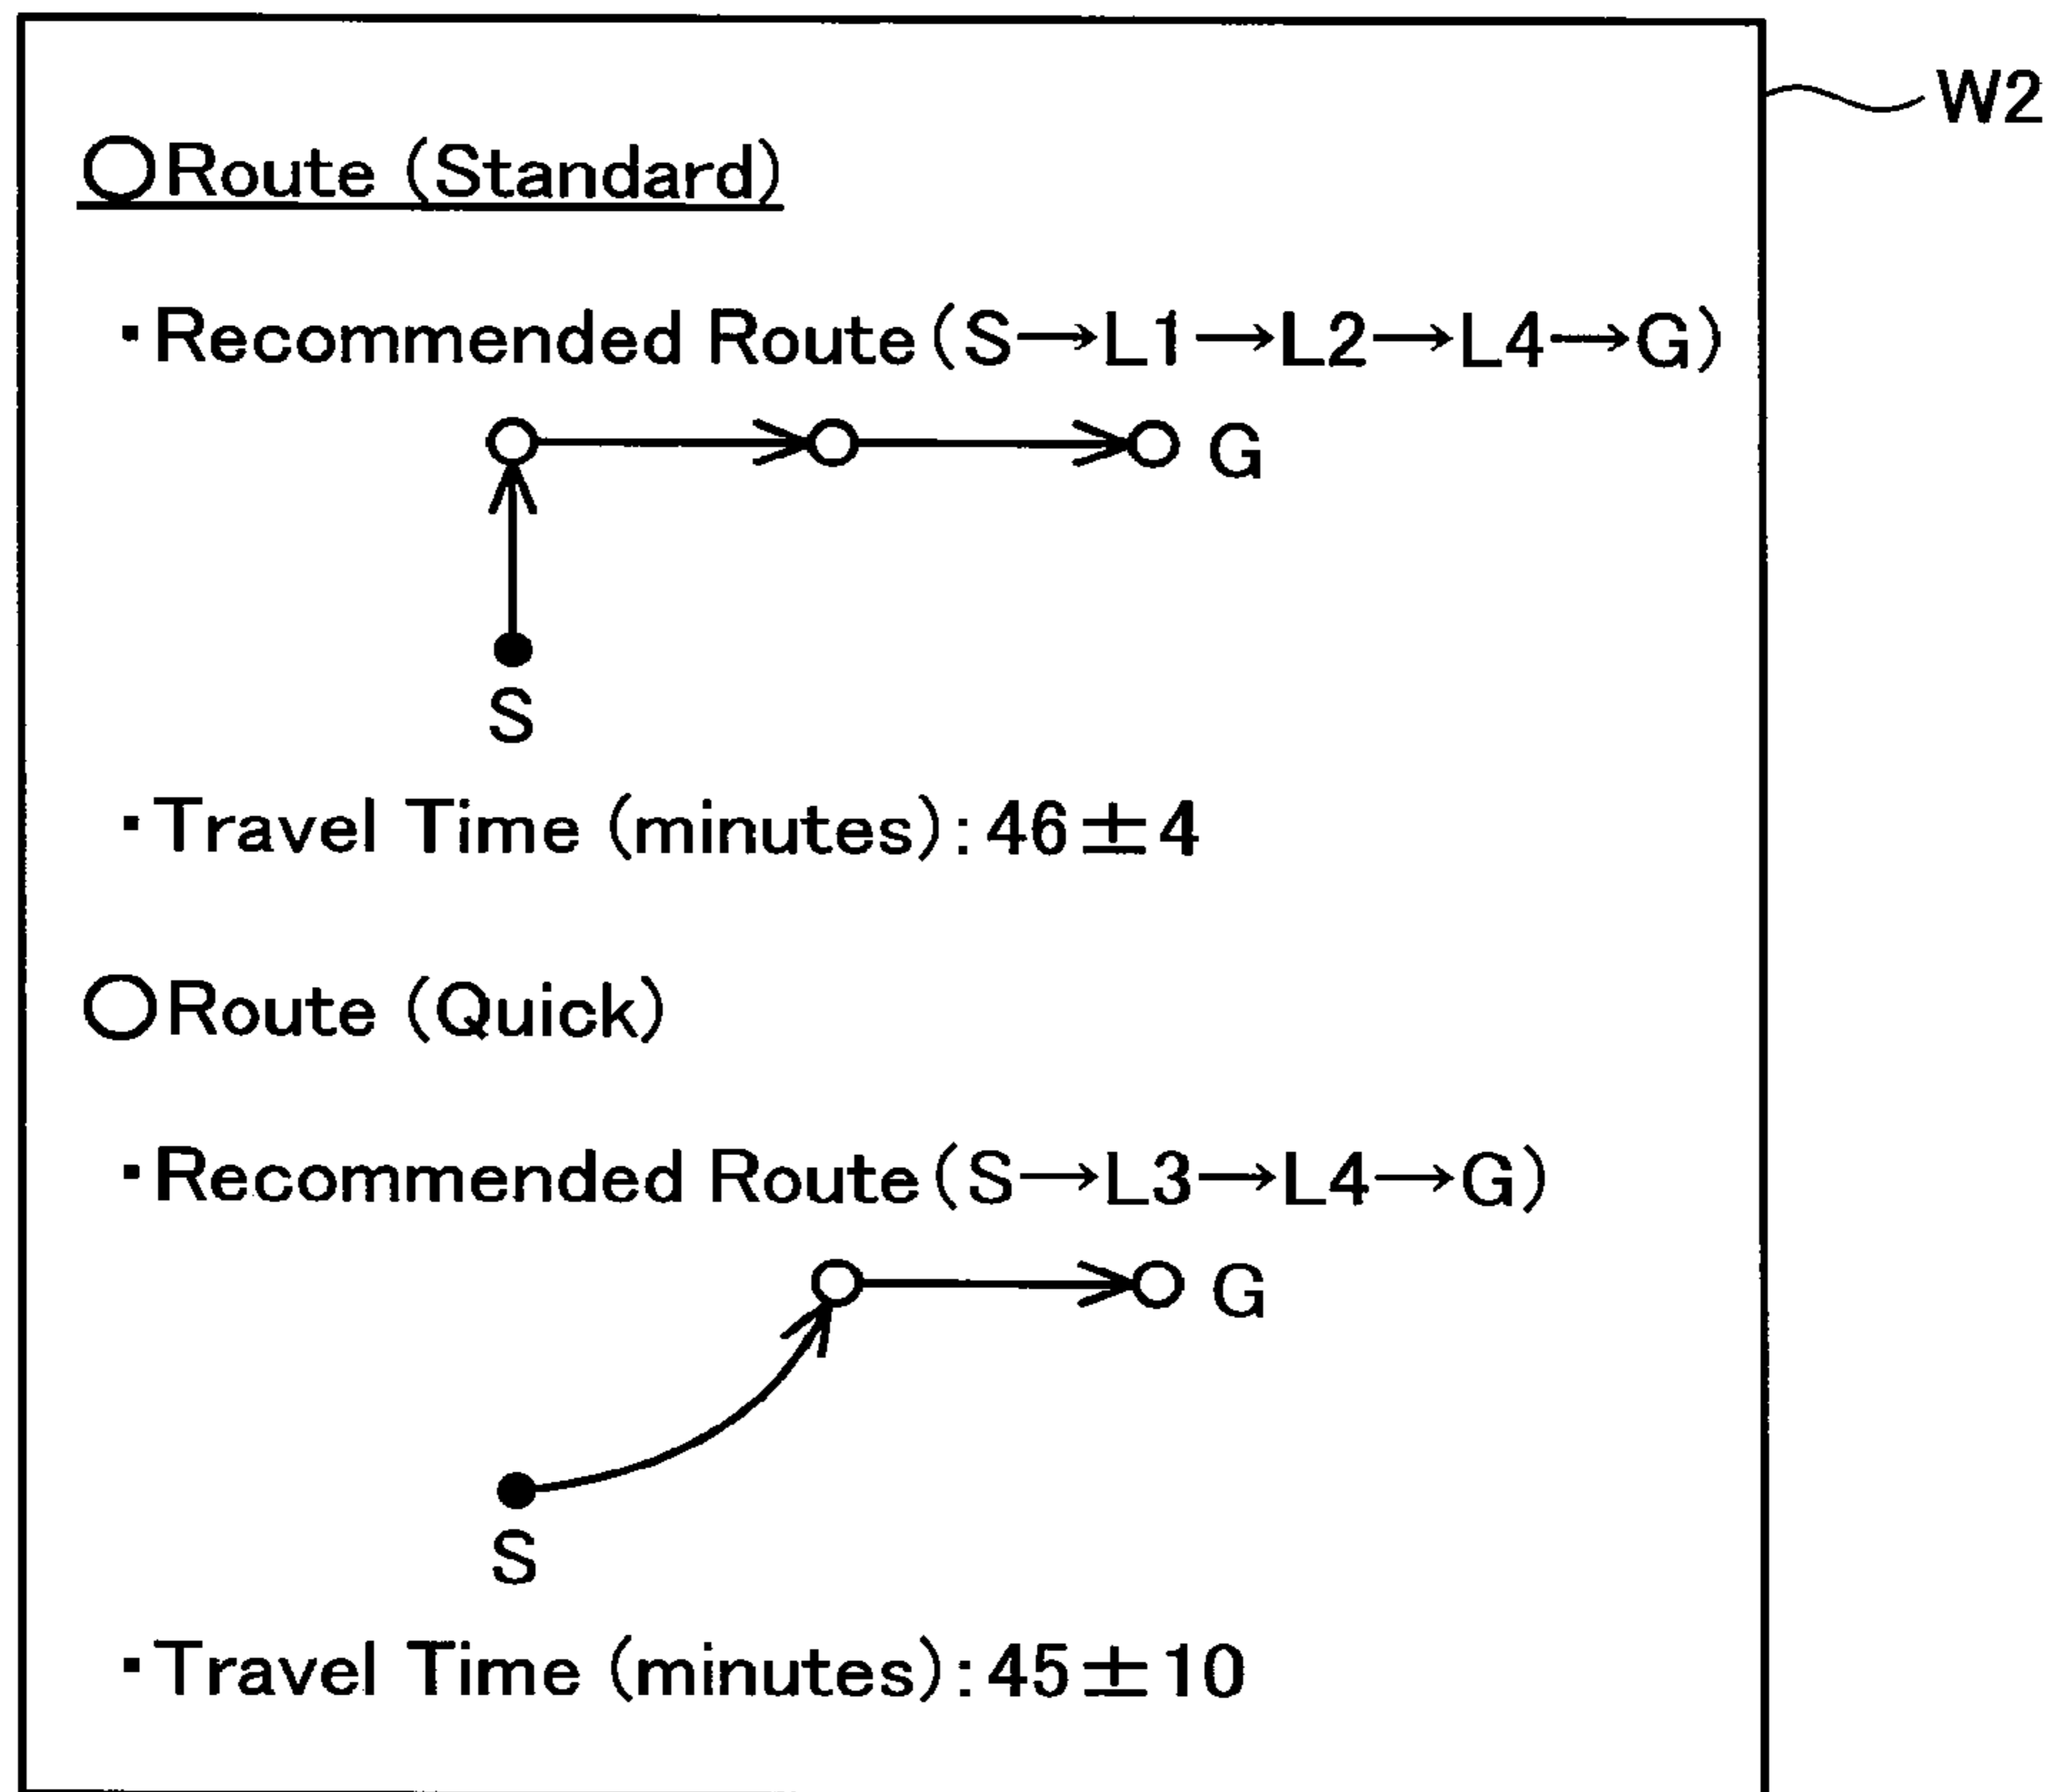 W2
○Route (Standard)
・Recommended Route (S→L1→L2→L4→G)
G
S
・Travel Time (minutes):46±4
○Route (Quick)
・Recommended Route (S→L3→L4→G)
G
S
・Travel Time (minutes):45±10